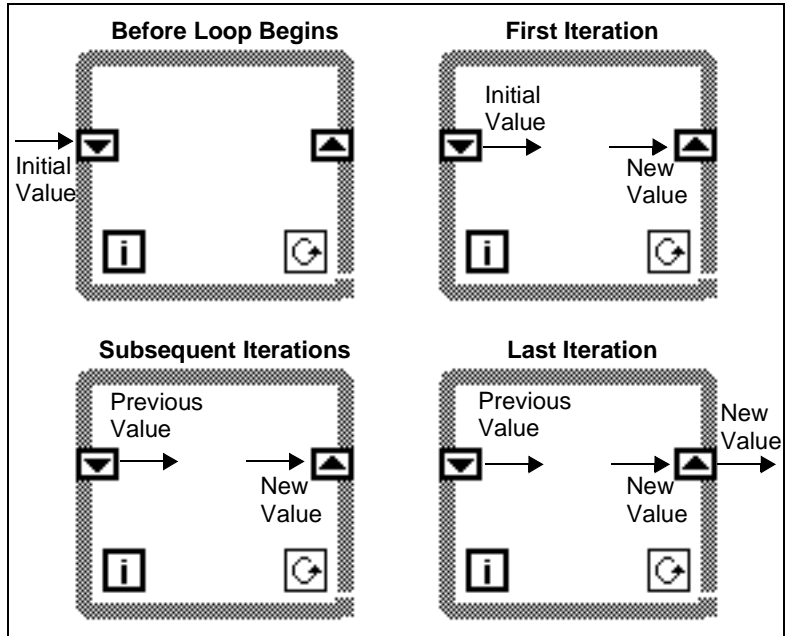 Before Loop Begins
Initial
Value
i
First Iteration
Initial
Value
New
Value
i
Subsequent Iterations
Previous
Value
New
Value
i
Last Iteration
Previous
Value
New
Value
New
Value
i